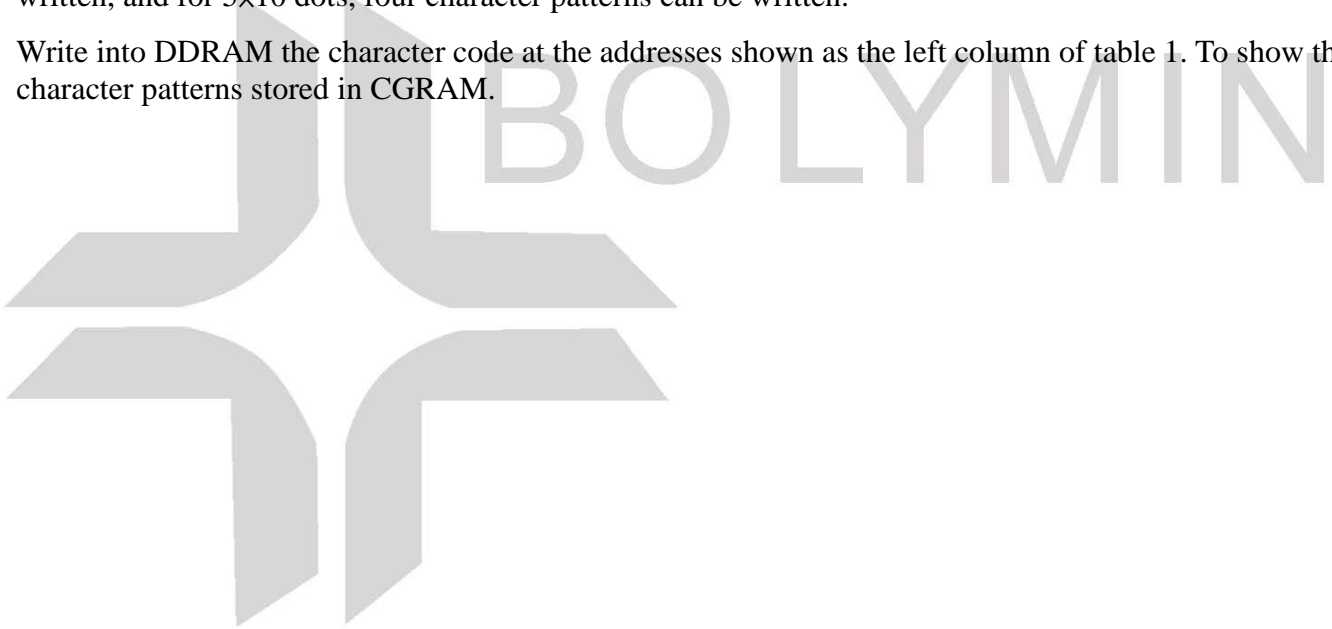 written, and for 5×10 dots, four character patterns can be written.
Write into DDRAM the character code at the addresses shown as the left column of table 1. To show th
character patterns stored in CGRAM.
BOLYMIN